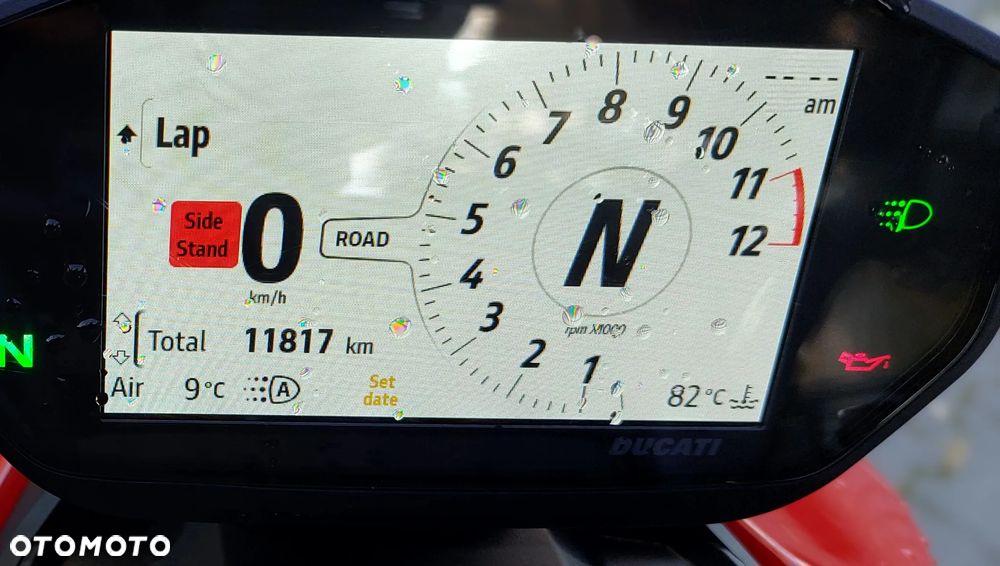 -- --
am
Lap
Side
Stand
0
km/h
ROAD
N
rpm X1000
1
2
3
4
5
6
7
8
9
10
11
12
Total 11817 km
Air 9°C A
Set
date
82°C
N
DUCATI
OTOMOTO